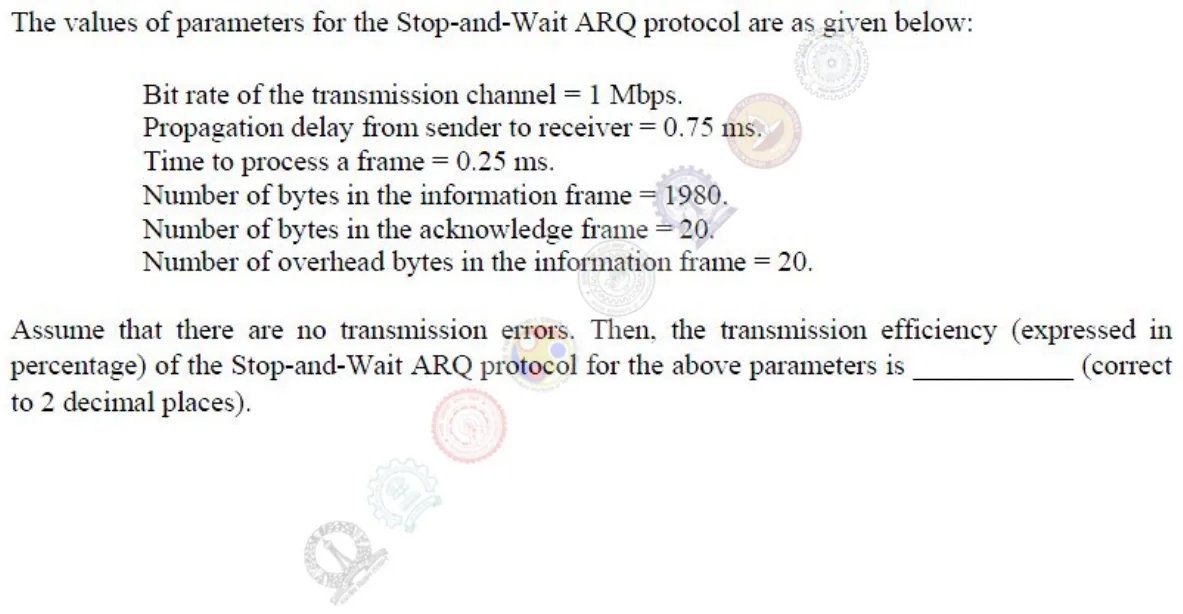 The values of parameters for the Stop-and-Wait ARQ protocol are as given below:
Bit rate of the transmission channel = 1 Mbps.
Propagation delay from sender to receiver = 0.75 ms.
Time to process a frame = 0.25 ms.
Number of bytes in the information frame = 1980.
Number of bytes in the acknowledge frame = 20.
Number of overhead bytes in the information frame = 20.
Assume that there are no transmission errors. Then, the transmission efficiency (expressed in
percentage) of the Stop-and-Wait ARQ protocol for the above parameters is ____________ (correct
to 2 decimal places).